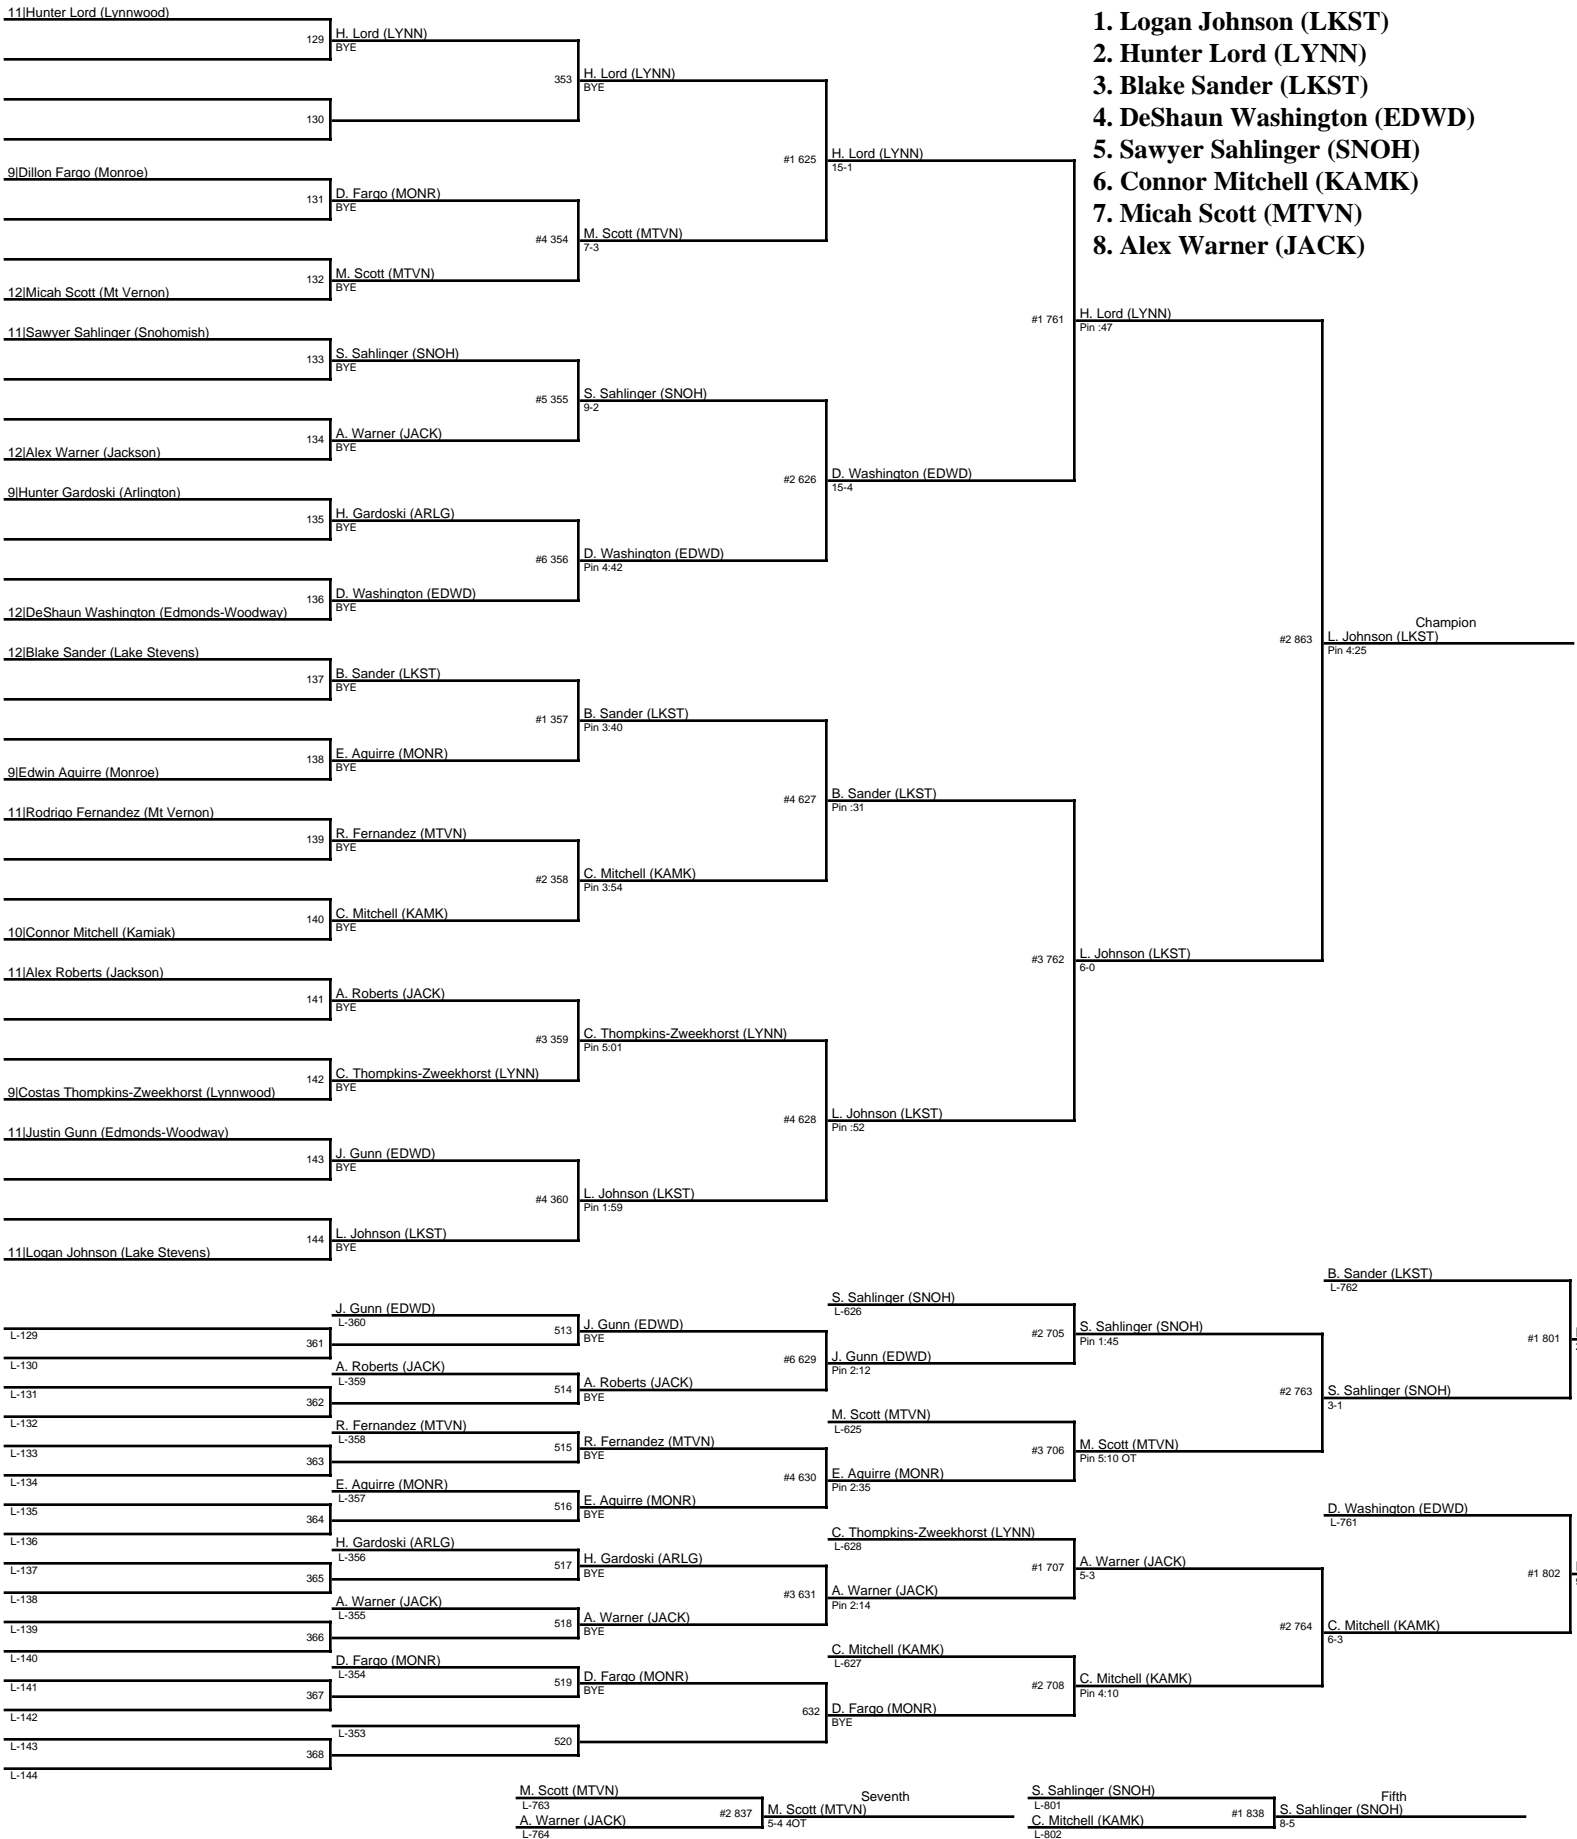 1. Logan Johnson (LKST)
2. Hunter Lord (LYNN)
3. Blake Sander (LKST)
4. DeShaun Washington (EDWD)
5. Sawyer Sahlinger (SNOH)
6. Connor Mitchell (KAMK)
7. Micah Scott (MTVN)
8. Alex Warner (JACK)
11|Hunter Lord (Lynnwood)
9|Dillon Fargo (Monroe)
12|Micah Scott (Mt Vernon)
11|Sawyer Sahlinger (Snohomish)
12|Alex Warner (Jackson)
9|Hunter Gardoski (Arlington)
12|DeShaun Washington (Edmonds-Woodway)
12|Blake Sander (Lake Stevens)
9|Edwin Aguirre (Monroe)
11|Rodrigo Fernandez (Mt Vernon)
10|Connor Mitchell (Kamiak)
11|Alex Roberts (Jackson)
9|Costas Thompkins-Zweekhorst (Lynnwood)
11|Justin Gunn (Edmonds-Woodway)
11|Logan Johnson (Lake Stevens)
129 H. Lord (LYNN)
BYE
130
131 D. Fargo (MONR)
BYE
132 M. Scott (MTVN)
BYE
133 S. Sahlinger (SNOH)
BYE
134 A. Warner (JACK)
BYE
135 H. Gardoski (ARLG)
BYE
136 D. Washington (EDWD)
BYE
137 B. Sander (LKST)
BYE
138 E. Aguirre (MONR)
BYE
139 R. Fernandez (MTVN)
BYE
140 C. Mitchell (KAMK)
BYE
141 A. Roberts (JACK)
BYE
142 C. Thompkins-Zweekhorst (LYNN)
BYE
143 J. Gunn (EDWD)
BYE
144 L. Johnson (LKST)
BYE
353 H. Lord (LYNN)
BYE
#4 354 M. Scott (MTVN)
7-3
#5 355 S. Sahlinger (SNOH)
9-2
#6 356 D. Washington (EDWD)
Pin 4:42
#1 357 B. Sander (LKST)
Pin 3:40
#2 358 C. Mitchell (KAMK)
Pin 3:54
#3 359 C. Thompkins-Zweekhorst (LYNN)
Pin 5:01
#4 360 L. Johnson (LKST)
Pin 1:59
#1 625 H. Lord (LYNN)
15-1
#2 626 D. Washington (EDWD)
15-4
#4 627 B. Sander (LKST)
Pin :31
#4 628 L. Johnson (LKST)
Pin :52
#1 761 H. Lord (LYNN)
Pin :47
#3 762 L. Johnson (LKST)
6-0
Champion
#2 863 L. Johnson (LKST)
Pin 4:25
L-129
361
L-130
L-131
362
L-132
L-133
363
L-134
L-135
364
L-136
L-137
365
L-138
L-139
366
L-140
L-141
367
L-142
L-143
368
L-144
J. Gunn (EDWD)
L-360
A. Roberts (JACK)
L-359
R. Fernandez (MTVN)
L-358
E. Aguirre (MONR)
L-357
H. Gardoski (ARLG)
L-356
A. Warner (JACK)
L-355
D. Fargo (MONR)
L-354
L-353
513 J. Gunn (EDWD)
BYE
514 A. Roberts (JACK)
BYE
515 R. Fernandez (MTVN)
BYE
516 E. Aguirre (MONR)
BYE
517 H. Gardoski (ARLG)
BYE
518 A. Warner (JACK)
BYE
519 D. Fargo (MONR)
BYE
520
S. Sahlinger (SNOH)
L-626
#6 629 J. Gunn (EDWD)
Pin 2:12
M. Scott (MTVN)
L-625
#4 630 E. Aguirre (MONR)
Pin 2:35
C. Thompkins-Zweekhorst (LYNN)
L-628
#3 631 A. Warner (JACK)
Pin 2:14
C. Mitchell (KAMK)
L-627
632 D. Fargo (MONR)
BYE
#2 705 S. Sahlinger (SNOH)
Pin 1:45
#3 706 M. Scott (MTVN)
Pin 5:10 OT
#1 707 A. Warner (JACK)
5-3
#2 708 C. Mitchell (KAMK)
Pin 4:10
B. Sander (LKST)
L-762
#2 763 S. Sahlinger (SNOH)
3-1
D. Washington (EDWD)
L-761
#2 764 C. Mitchell (KAMK)
6-3
#1 801
#1 802
M. Scott (MTVN)
L-763
A. Warner (JACK)
L-764
Seventh
#2 837 M. Scott (MTVN)
5-4 4OT
S. Sahlinger (SNOH)
L-801
C. Mitchell (KAMK)
L-802
Fifth
#1 838 S. Sahlinger (SNOH)
8-5